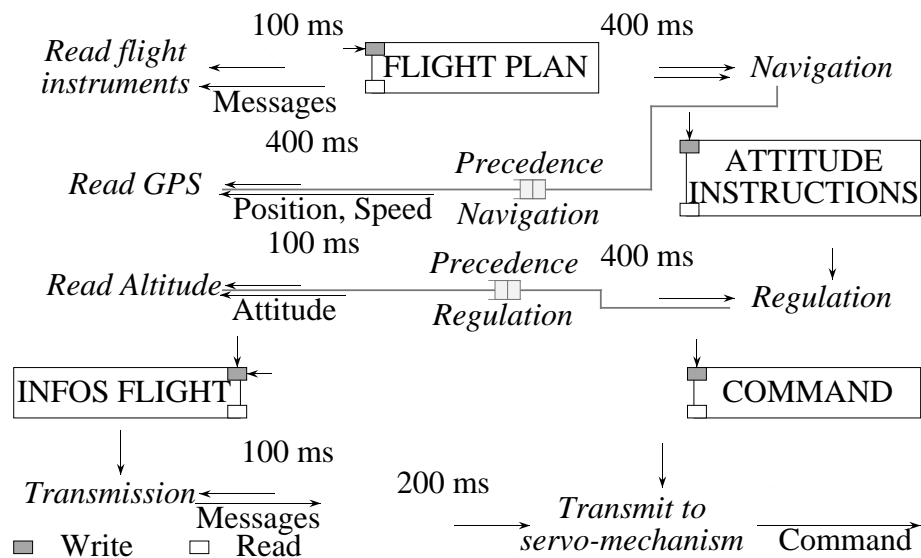 100 ms
400 ms
Read flight
instruments
FLIGHT PLAN
Navigation
Messages
400 ms
Precedence
Navigation
ATTITUDE
INSTRUCTIONS
Read GPS
Position, Speed
100 ms
Precedence
Regulation
400 ms
Read Altitude
Attitude
Regulation
INFOS FLIGHT
COMMAND
100 ms
200 ms
Transmission
Messages
Transmit to
servo-mechanism
Command
Write
Read